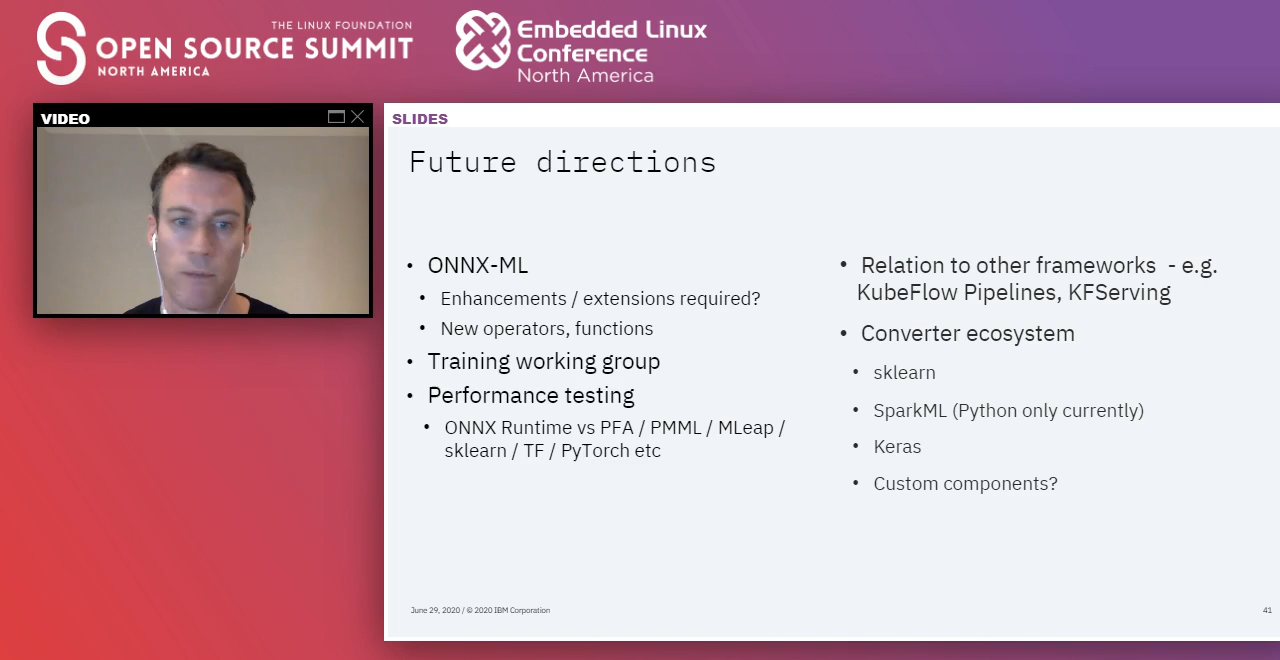 THE LINUX FOUNDATION
OPEN SOURCE SUMMIT
NORTH AMERICA
Embedded Linux
Conference
North America
VIDEO
SLIDES
Future directions
• ONNX-ML
• Enhancements / extensions required?
• New operators, functions
• Training working group
• Performance testing
• ONNX Runtime vs PFA / PMML / MLeap /
sklearn / TF / PyTorch etc
• Relation to other frameworks - e.g.
KubeFlow Pipelines, KFServing
• Converter ecosystem
• sklearn
• SparkML (Python only currently)
• Keras
• Custom components?
June 29, 2020 / © 2020 IBM Corporation
41